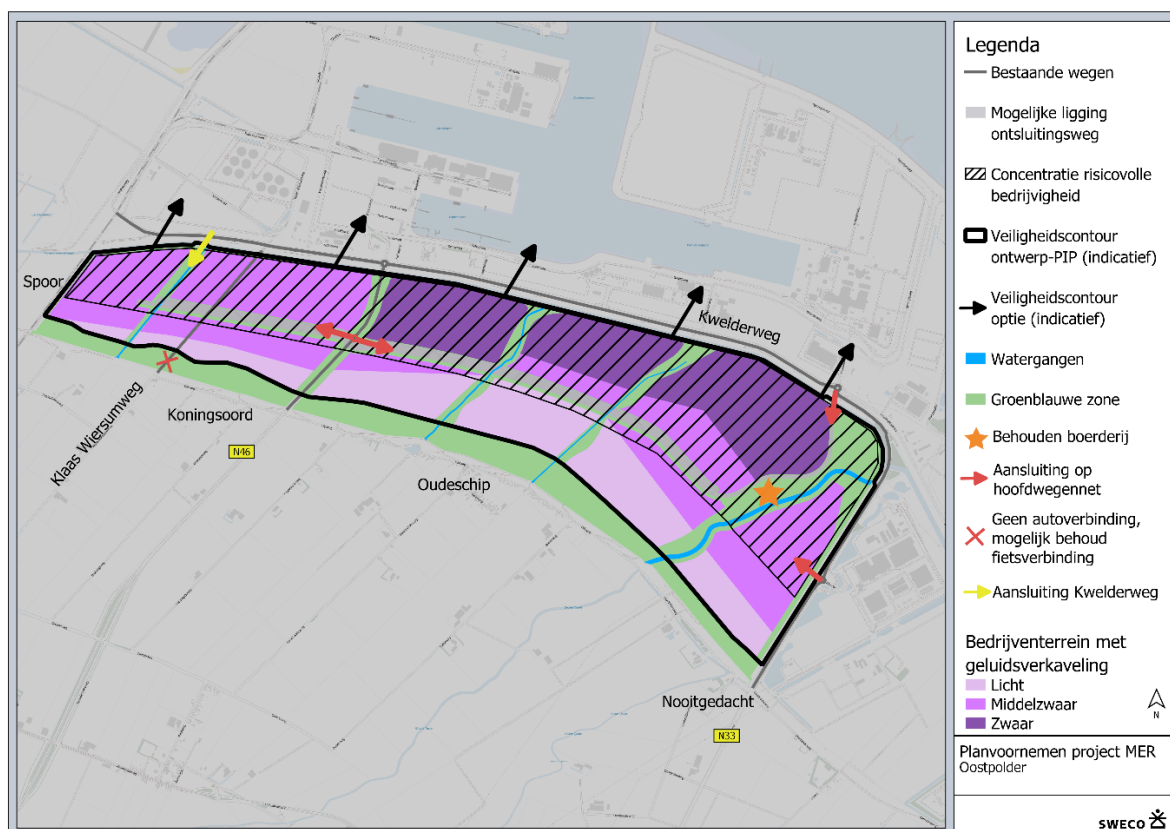 Spoor
Klaas Wiersumweg
Koningsoord
N46
Oudeschip
Kwelderweg
Nooitgedacht
N33
Legenda
Bestaande wegen
Mogelijke ligging
ontsluitingsweg
Concentratie risicovolle
bedrijvigheid
Veiligheidscontour
ontwerp-PIP (indicatief)
Veiligheidscontour
optie (indicatief)
Watergangen
Groenblauwe zone
Behouden boerderij
Aansluiting op
hoofdwegennet
Geen autoverbinding,
mogelijk behoud
fietsverbinding
Aansluiting Kwelderweg
Bedrijventerrein met
geluidsverkaveling
Licht
Middelzwaar
Zwaar
N
Planvoornemen project MER
Oostpolder
SWECO